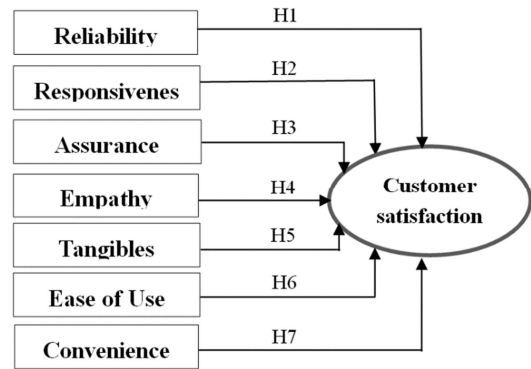 Reliability
H1
Responsivenes
H2
Assurance
H3
Empathy
H4
Tangibles
H5
Ease of Use
H6
Convenience
H7
Customer
satisfaction